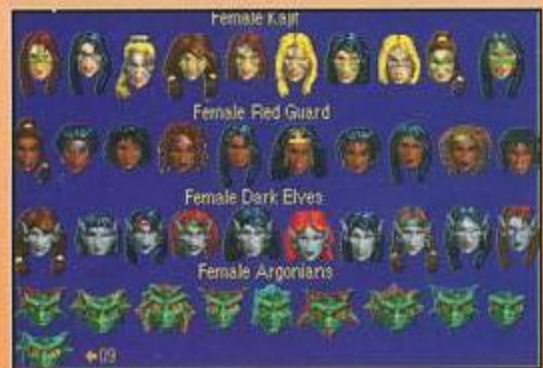 Female Kajit
Female Red Guard
Female Dark Elves
Female Argonians
←09